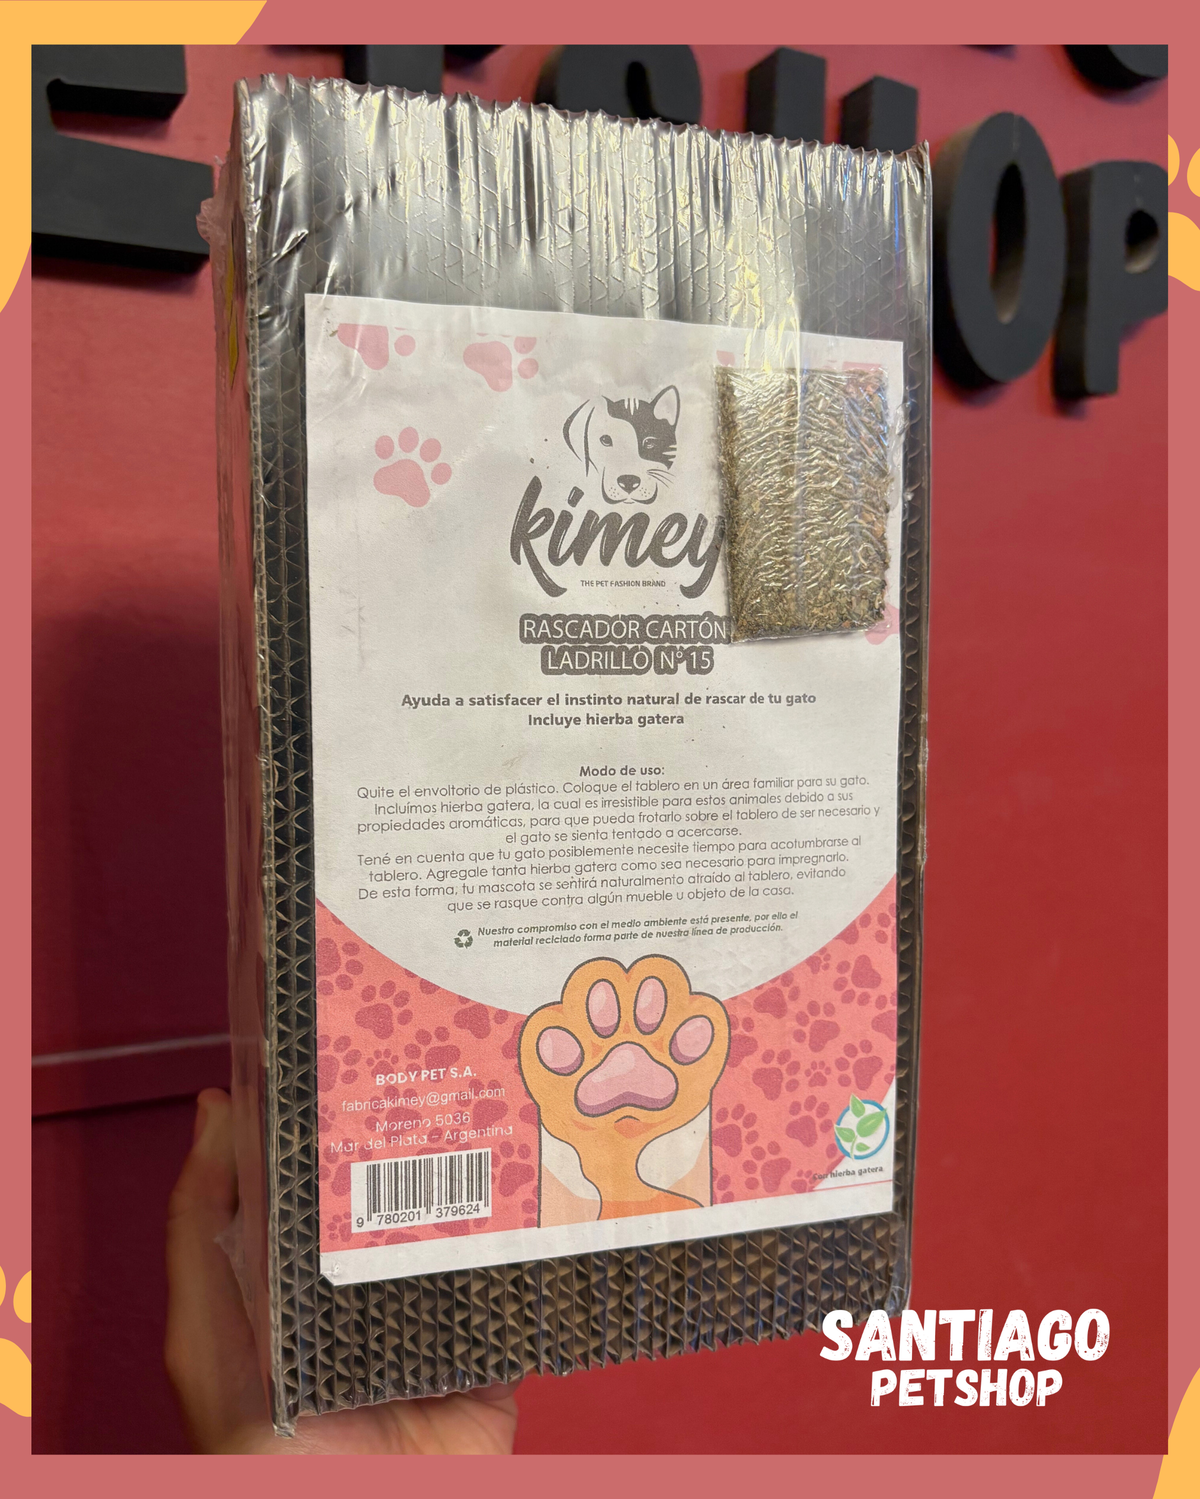 ETSHOP
kimey
THE PET FASHION BRAND
RASCADOR CARTÓN
LADRILLO N° 15
Ayuda a satisfacer el instinto natural de rascar de tu gato
Incluye hierba gatera
Modo de uso:
Quite el envoltorio de plástico. Coloque el tablero en un área familiar para su gato.
Incluímos hierba gatera, la cual es irresistible para estos animales debido a sus
propiedades aromáticas, para que pueda frotarlo sobre el tablero de ser necesario y
el gato se sienta tentado a acercarse.
Tené en cuenta que tu gato posiblemente necesite tiempo para acotumbrarse al
tablero. Agregale tanta hierba gatera como sea necesario para impregnarlo.
De esta forma, tu mascota se sentirá naturalmente atraído al tablero, evitando
que se rasque contra algún mueble u objeto de la casa.
Nuestro compromiso con el medio ambiente está presente, por ello el
material reciclado forma parte de nuestra línea de producción.
BODY PET S.A.
fabricakimey@gmail.com
Moreno 5036
Mar del Plata - Argentina
9 780201 379624
Con hierba gatera
SANTIAGO
PETSHOP